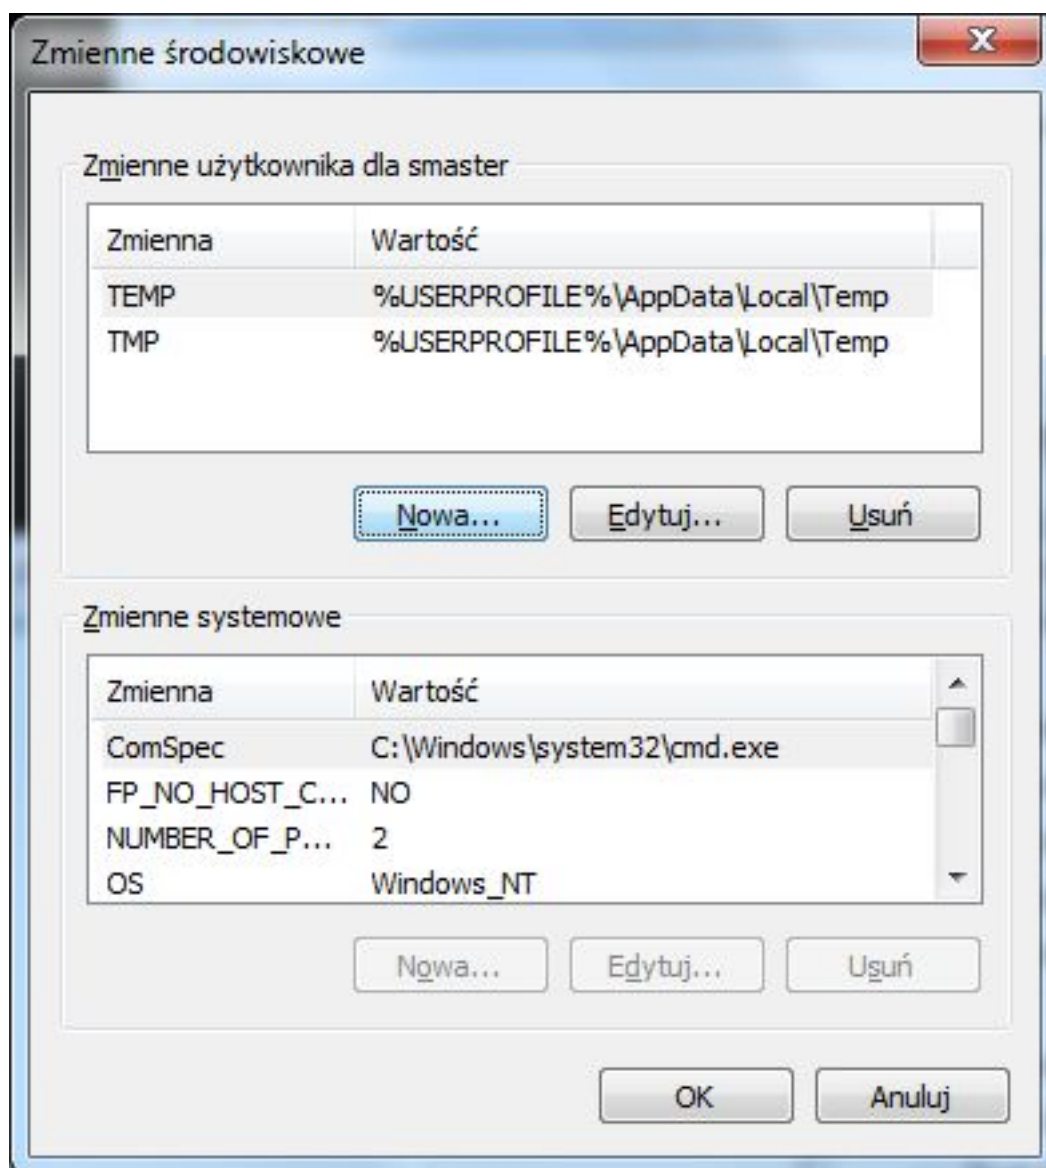 Zmienne środowiskowe
Zmienne użytkownika dla smaster
Zmienna Wartość
TEMP %USERPROFILE%\AppData\Local\Temp
TMP %USERPROFILE%\AppData\Local\Temp
Nowa... Edytuj... Usuń
Zmienne systemowe
Zmienna Wartość
ComSpec C:\Windows\system32\cmd.exe
FP_NO_HOST_C... NO
NUMBER_OF_P... 2
OS Windows_NT
Nowa... Edytuj... Usuń
OK Anuluj